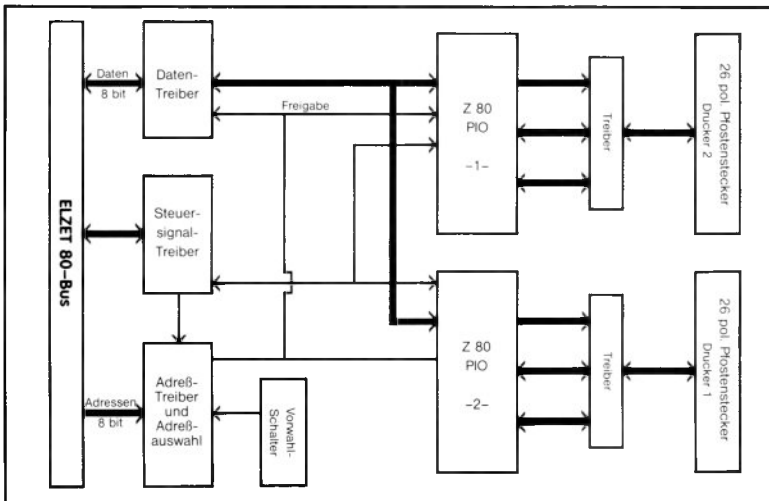 ELZET 80-Bus
Daten
8 bit
Daten-
Treiber
Freigabe
Steuer-
signal-
Treiber
Adressen
8 bit
Adreß-
Treiber
und
Adreß-
auswahl
Vorwahl-
Schalter
Z 80
PIO
-1-
Treiber
26 pol. Pfostenstecker
Drucker 2
Z 80
PIO
-2-
Treiber
26 pol. Pfostenstecker
Drucker 1